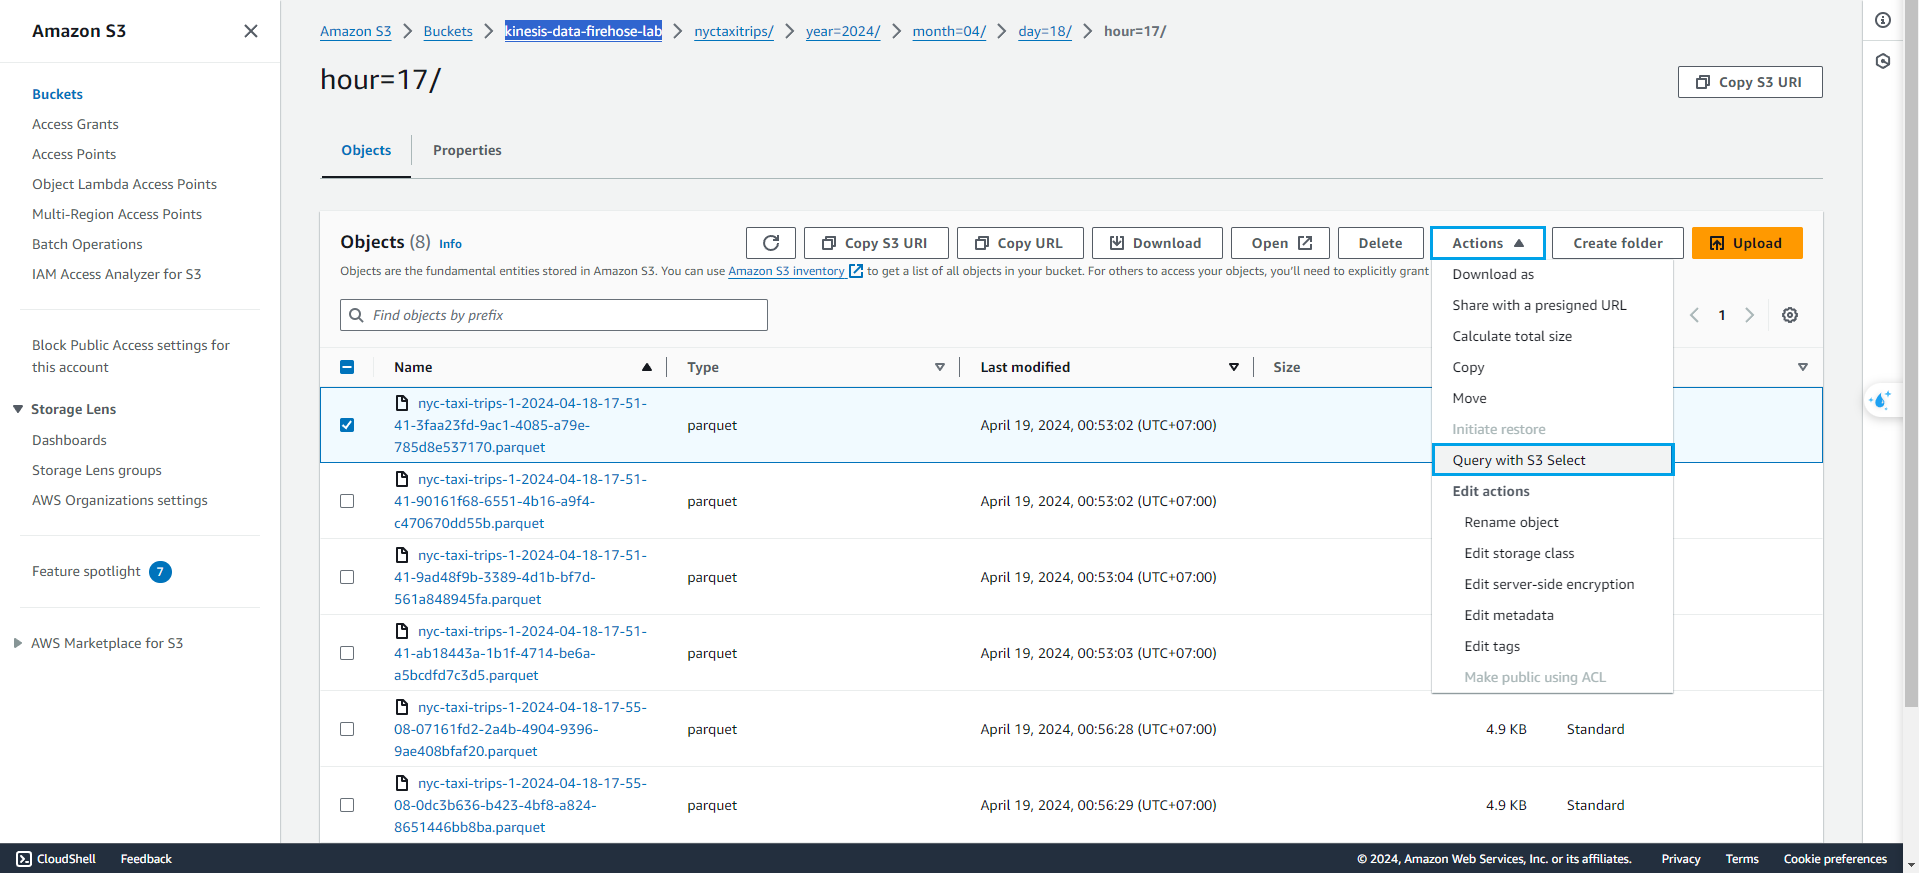 Amazon S3
Buckets
Access Grants
Access Points
Object Lambda Access Points
Multi-Region Access Points
Batch Operations
IAM Access Analyzer for S3
Block Public Access settings for
this account
Storage Lens
Dashboards
Storage Lens groups
AWS Organizations settings
Feature spotlight 7
AWS Marketplace for S3
Amazon S3 Buckets kinesis-data-firehose-lab nyctaxitrips/ year=2024/ month=04/ day=18/ hour=17/
hour=17/
Copy S3 URI
Objects Properties
Objects (8) Info
Copy S3 URI Copy URL Download Open Delete Actions Create folder Upload
Objects are the fundamental entities stored in Amazon S3. You can use Amazon S3 inventory to get a list of all objects in your bucket. For others to access your objects, you'll need to explicitly grant
Find objects by prefix
1
Name Type Last modified Size
nyc-taxi-trips-1-2024-04-18-17-51-
41-3faa23fd-9ac1-4085-a79e-
785d8e537170.parquet
parquet April 19, 2024, 00:53:02 (UTC+07:00)
nyc-taxi-trips-1-2024-04-18-17-51-
41-90161f68-6551-4b16-a9f4-
c470670dd55b.parquet
parquet April 19, 2024, 00:53:02 (UTC+07:00)
nyc-taxi-trips-1-2024-04-18-17-51-
41-9ad48f9b-3389-4d1b-bf7d-
561a848945fa.parquet
parquet April 19, 2024, 00:53:04 (UTC+07:00)
nyc-taxi-trips-1-2024-04-18-17-51-
41-ab18443a-1b1f-4714-be6a-
a5bcdfd7c3d5.parquet
parquet April 19, 2024, 00:53:03 (UTC+07:00)
nyc-taxi-trips-1-2024-04-18-17-55-
08-07161fd2-2a4b-4904-9396-
9ae408bfaf20.parquet
parquet April 19, 2024, 00:56:28 (UTC+07:00) 4.9 KB Standard
nyc-taxi-trips-1-2024-04-18-17-55-
08-0dc3b636-b423-4bf8-a824-
8651446bb8ba.parquet
parquet April 19, 2024, 00:56:29 (UTC+07:00) 4.9 KB Standard
Download as
Share with a presigned URL
Calculate total size
Copy
Move
Initiate restore
Query with S3 Select
Edit actions
Rename object
Edit storage class
Edit server-side encryption
Edit metadata
Edit tags
Make public using ACL
CloudShell Feedback © 2024, Amazon Web Services, Inc. or its affiliates. Privacy Terms Cookie preferences